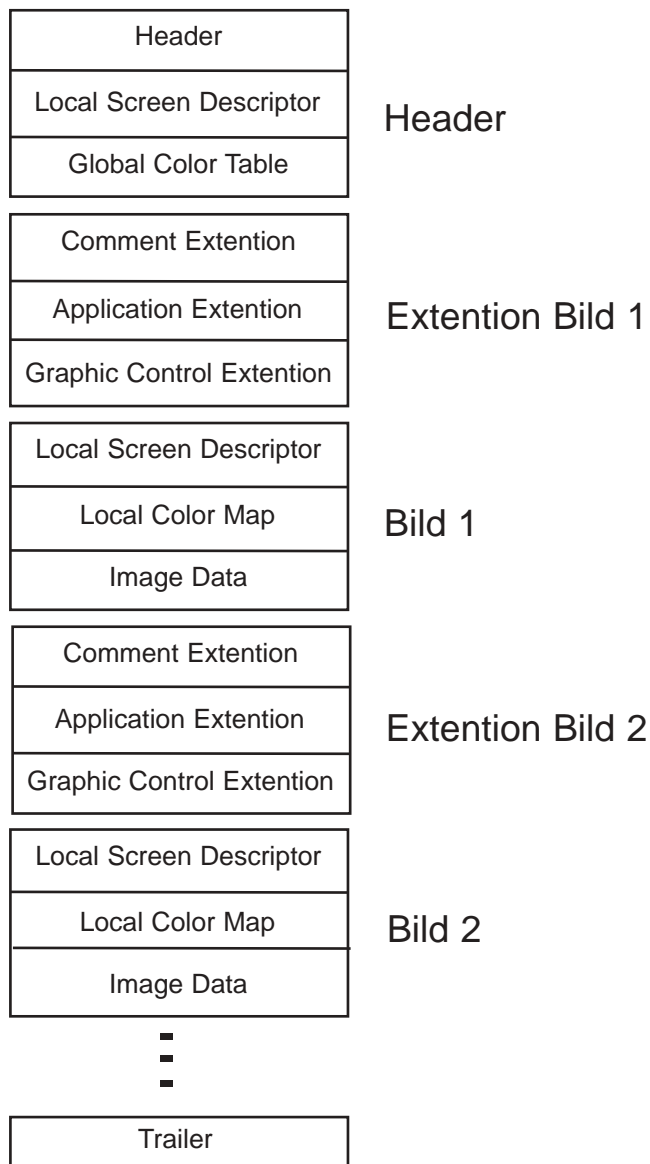 Header
Local Screen Descriptor
Global Color Table
Header
Comment Extention
Application Extention
Graphic Control Extention
Extention Bild 1
Local Screen Descriptor
Local Color Map
Image Data
Bild 1
Comment Extention
Application Extention
Graphic Control Extention
Extention Bild 2
Local Screen Descriptor
Local Color Map
Image Data
Bild 2
Trailer